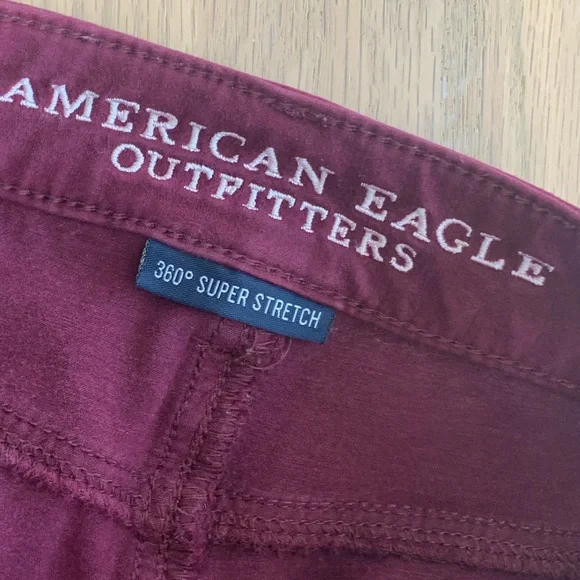 AMERICAN EAGLE
OUTFITTERS
360° SUPER STRETCH